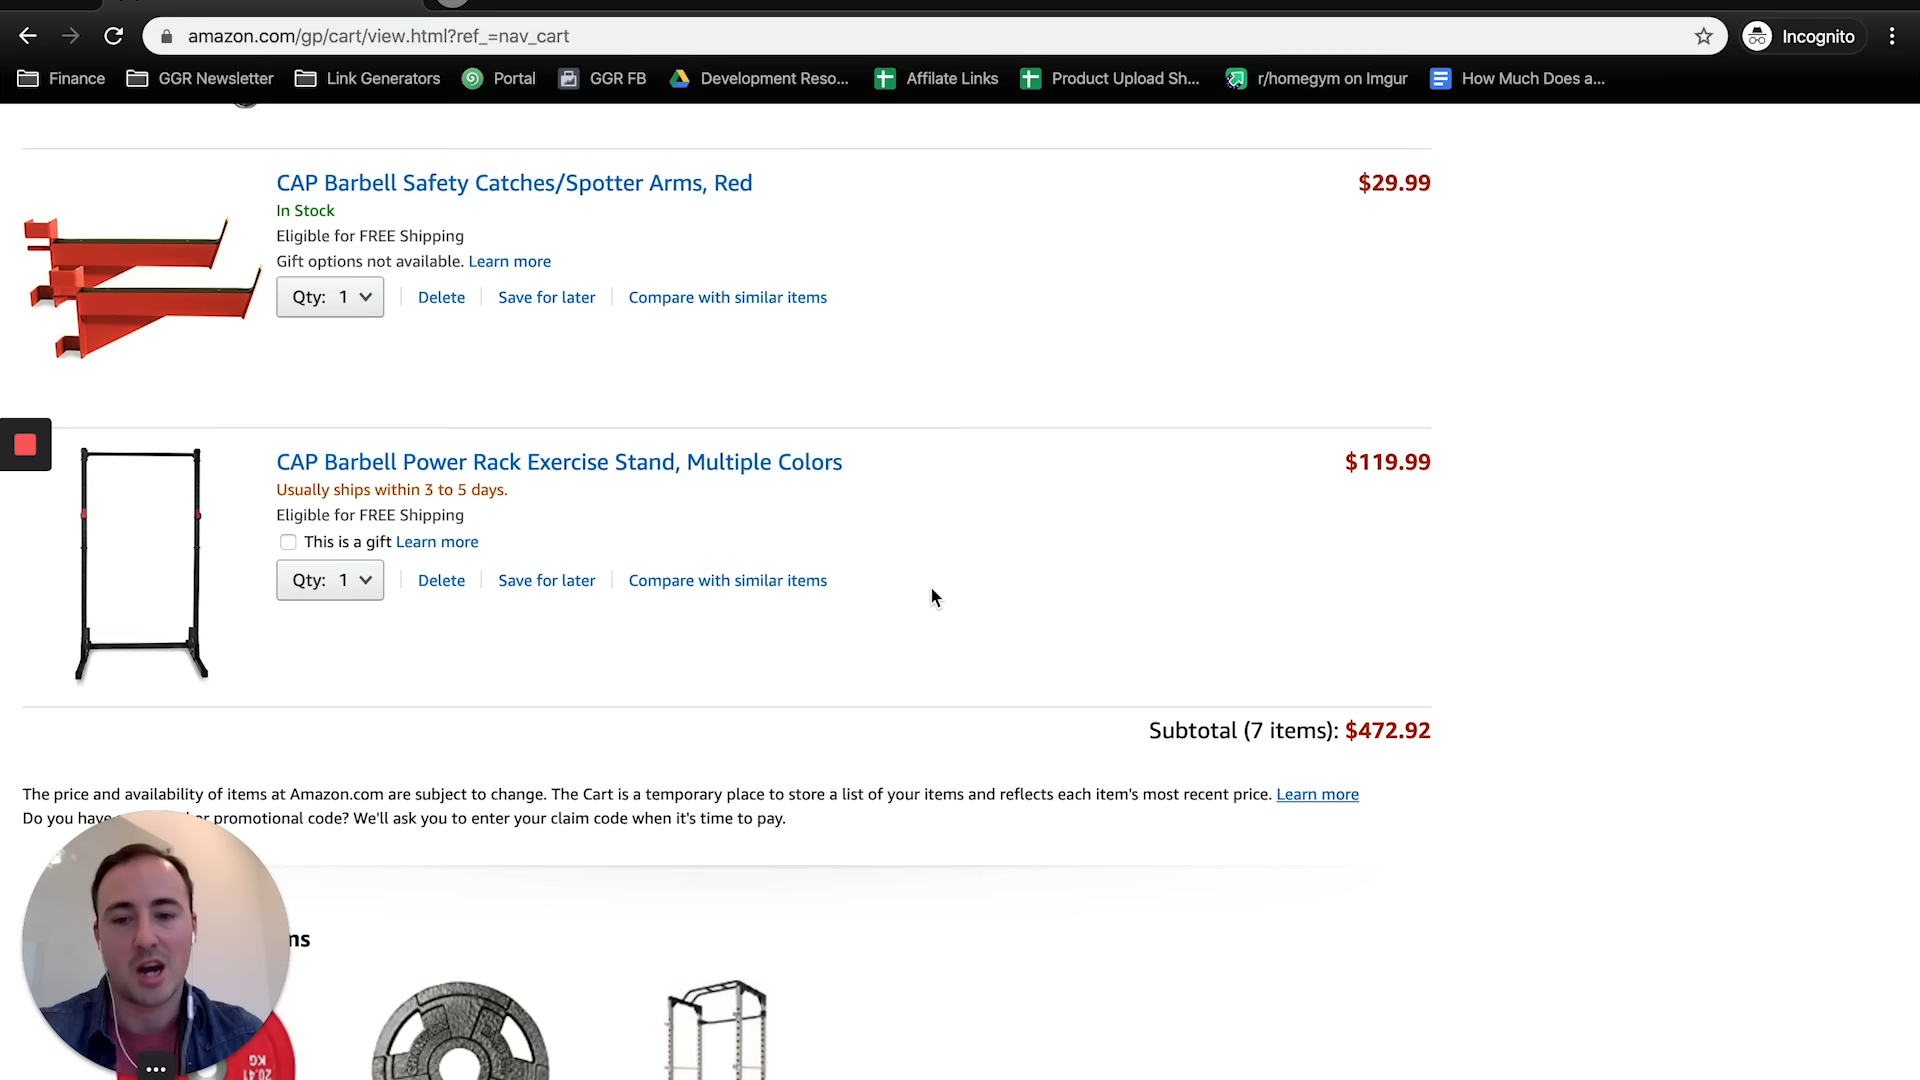 amazon.com/gp/cart/view.html?ref_=nav_cart
Incognito
Finance
GGR Newsletter
Link Generators
Portal
GGR FB
Development Reso...
Affilate Links
Product Upload Sh...
r/homegym on Imgur
How Much Does a...
CAP Barbell Safety Catches/Spotter Arms, Red
$29.99
In Stock
Eligible for FREE Shipping
Gift options not available. Learn more
Qty: 1
Delete
Save for later
Compare with similar items
CAP Barbell Power Rack Exercise Stand, Multiple Colors
$119.99
Usually ships within 3 to 5 days.
Eligible for FREE Shipping
This is a gift Learn more
Qty: 1
Delete
Save for later
Compare with similar items
Subtotal (7 items): $472.92
The price and availability of items at Amazon.com are subject to change. The Cart is a temporary place to store a list of your items and reflects each item's most recent price. Learn more
Do you have or promotional code? We'll ask you to enter your claim code when it's time to pay.
KG
20.41